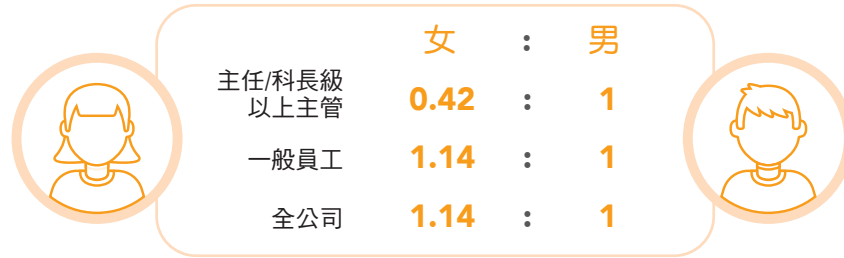 女 : 男
主任/科長級
以上主管 0.42 : 1
一般員工 1.14 : 1
全公司 1.14 : 1